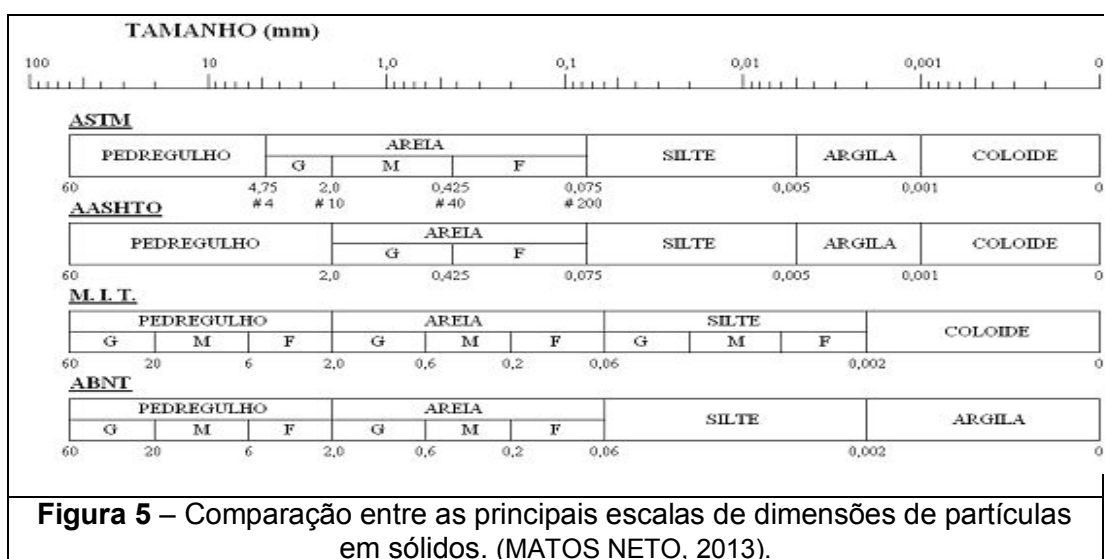 TAMANHO (mm)
100 10 1,0 0,1 0,01 0,001 0
ASTM
PEDREGULHO AREIA SILTE ARGILA COLOIDE
G M F
60 4,75 2,0 0,425 0,075 0,005 0,001 0
#4 #10 #40 #200
AASHTO
PEDREGULHO AREIA SILTE ARGILA COLOIDE
G F
60 2,0 0,425 0,075 0,005 0,001 0
M. I. T.
PEDREGULHO AREIA SILTE COLOIDE
G M F G M F G M F
60 20 6 2,0 0,6 0,2 0,06 0,002 0
ABNT
PEDREGULHO AREIA SILTE ARGILA
G M F G M F
60 20 6 2,0 0,6 0,2 0,06 0,002 0
Figura 5 – Comparação entre as principais escalas de dimensões de partículas
em sólidos. (MATOS NETO, 2013).